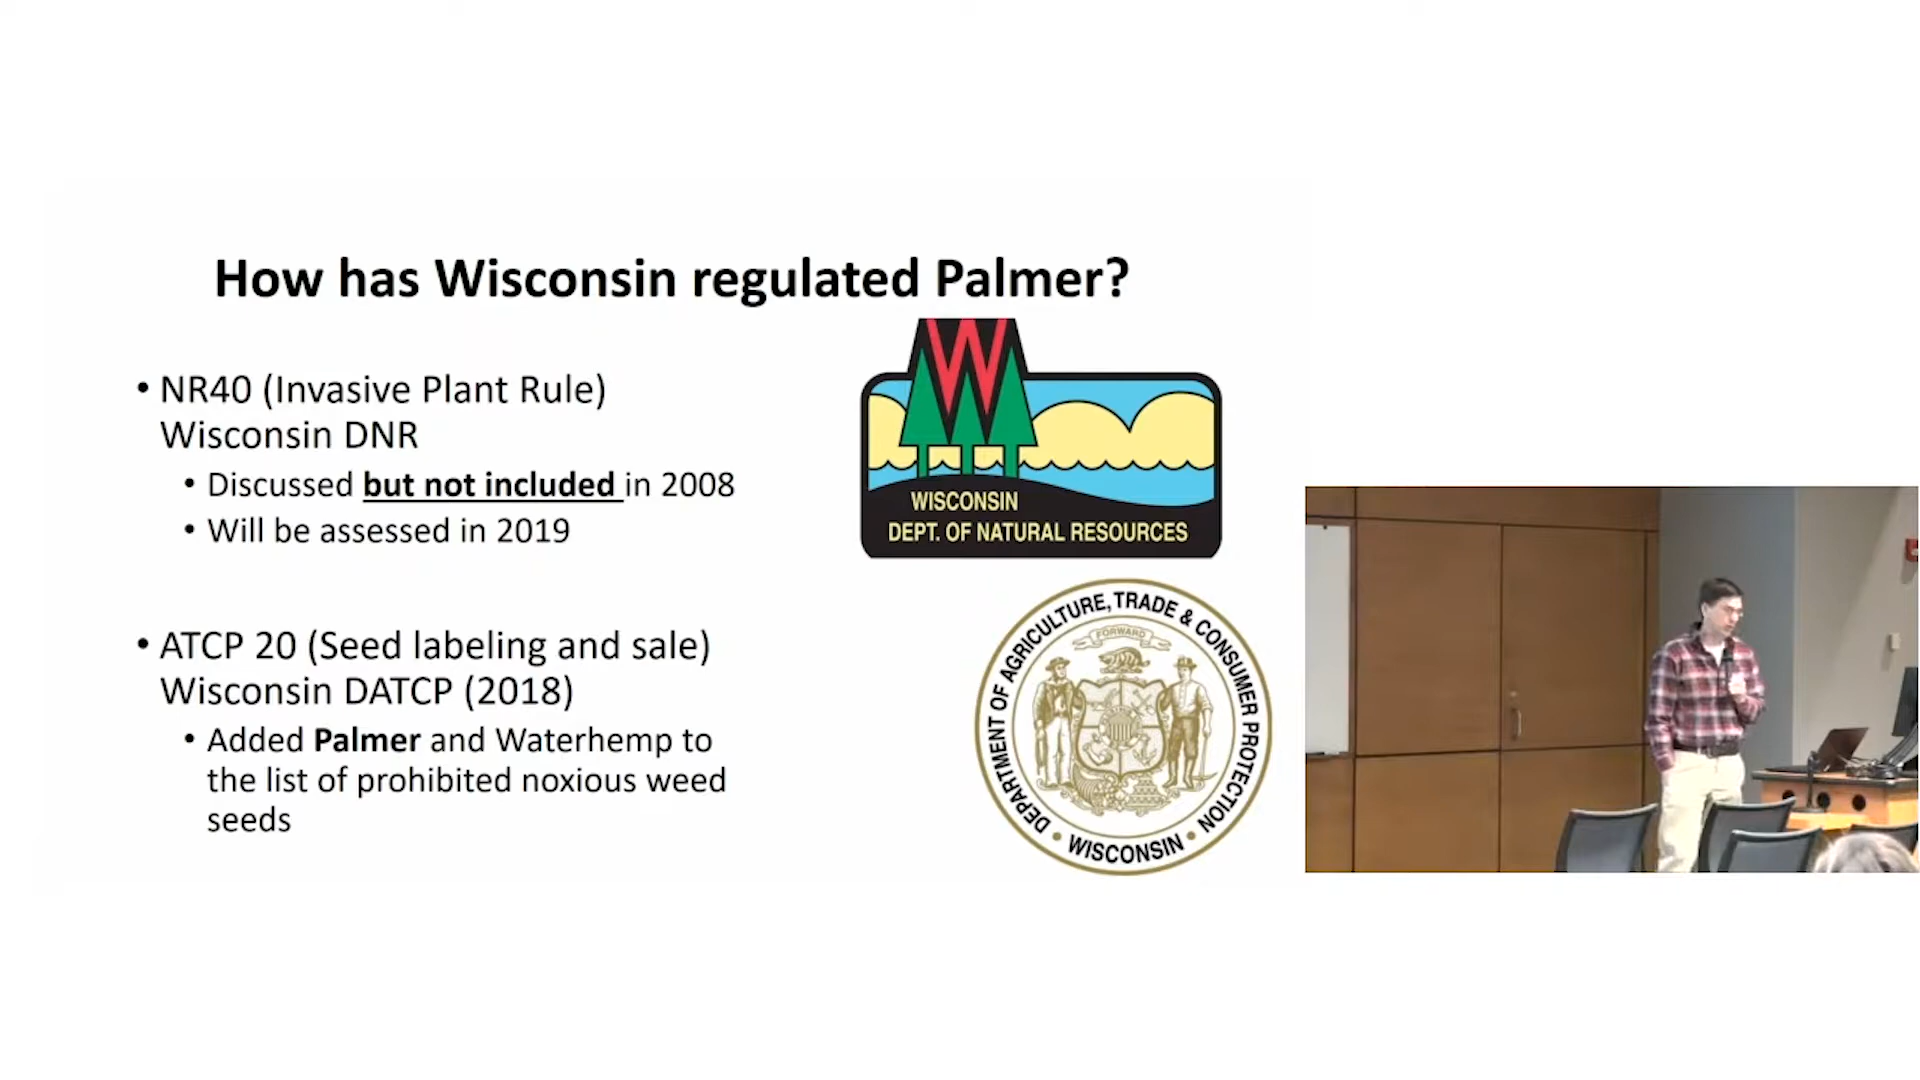 How has Wisconsin regulated Palmer?
• NR40 (Invasive Plant Rule)
Wisconsin DNR
• Discussed but not included in 2008
• Will be assessed in 2019
• ATCP 20 (Seed labeling and sale)
Wisconsin DATCP (2018)
• Added Palmer and Waterhemp to
the list of prohibited noxious weed
seeds
W
WISCONSIN
DEPT. OF NATURAL RESOURCES
DEPARTMENT OF AGRICULTURE, TRADE & CONSUMER PROTECTION
FORWARD
• WISCONSIN •